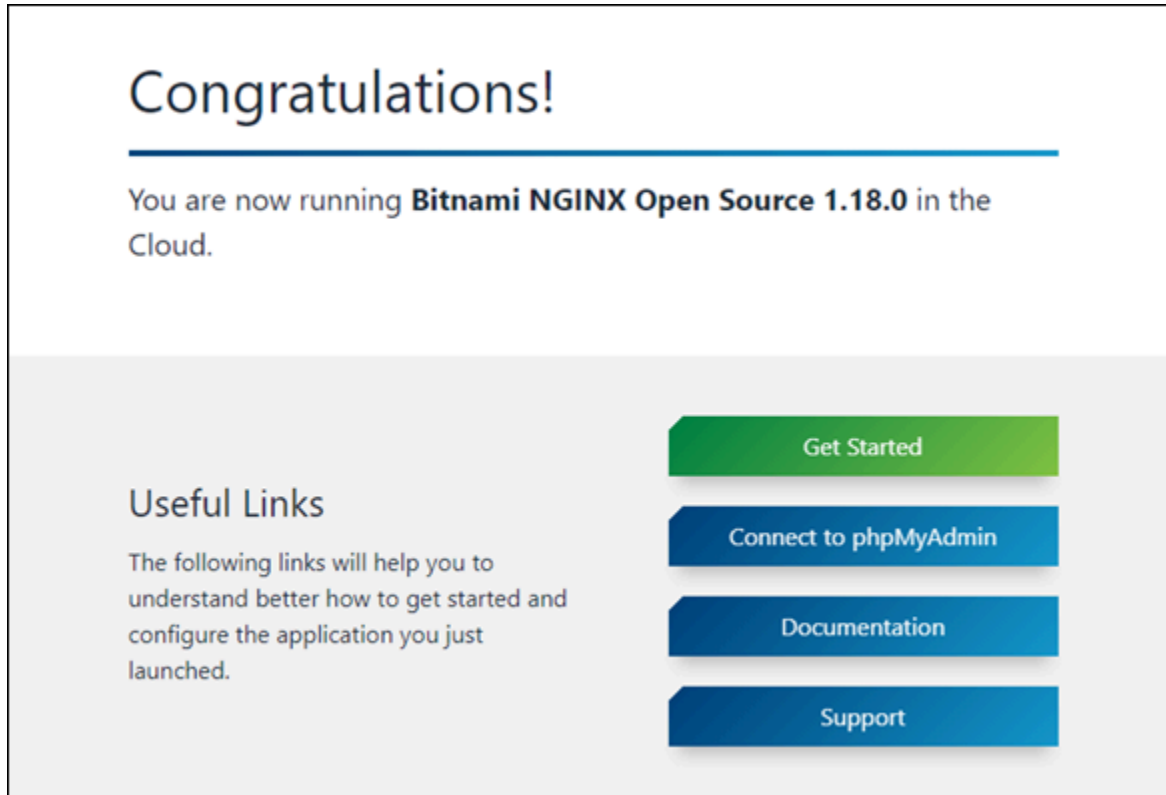 Congratulations!
You are now running Bitnami NGINX Open Source 1.18.0 in the
Cloud.
Useful Links
The following links will help you to
understand better how to get started and
configure the application you just
launched.
Get Started
Connect to phpMyAdmin
Documentation
Support